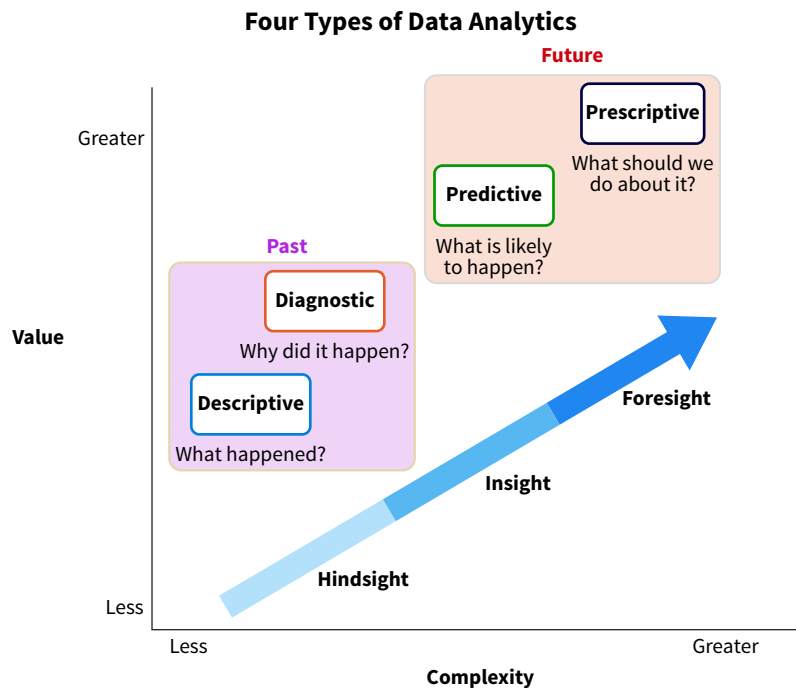 Four Types of Data Analytics
Future
Prescriptive
Greater
What should we
do about it?
Predictive
What is likely
to happen?
Past
Diagnostic
Why did it happen?
Value
Descriptive
What happened?
Foresight
Insight
Hindsight
Less
Less
Greater
Complexity